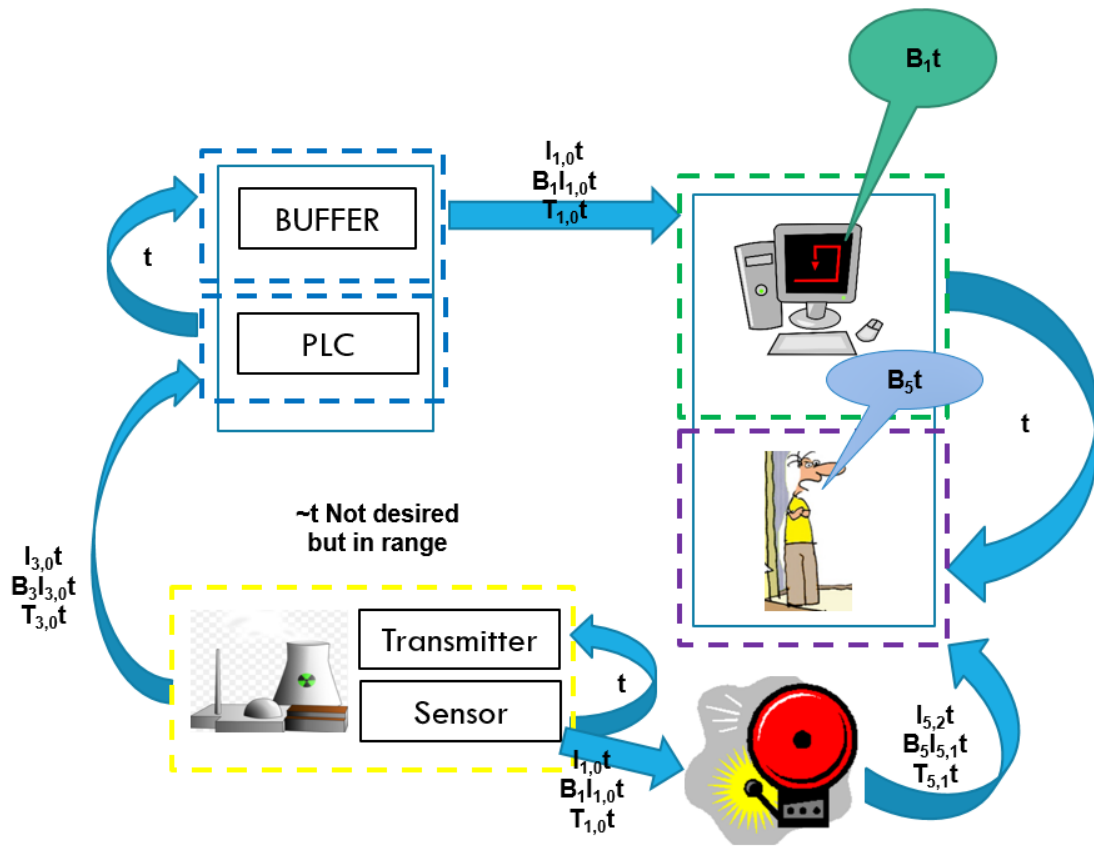 B₁t
I₁,₀t
B₁I₁,₀t
T₁,₀t
BUFFER
t
PLC
B₅t
t
~t Not desired
but in range
I₃,₀t
B₃I₃,₀t
T₃,₀t
Transmitter
t
Sensor
I₁,₀t
B₁I₁,₀t
T₁,₀t
I₅,₂t
B₅I₅,₁t
T₅,₁t